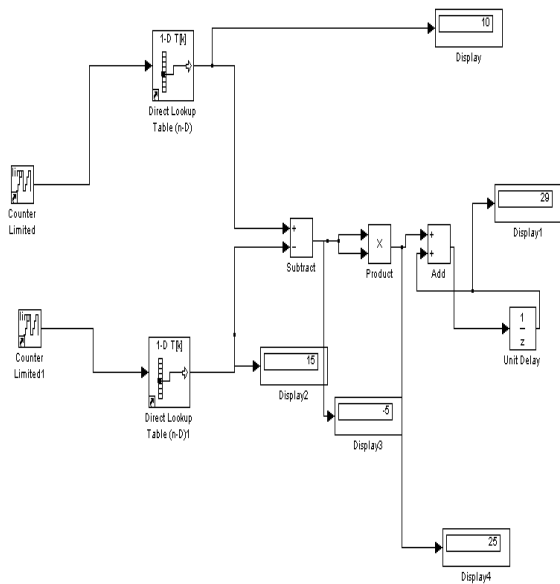 1-D T[k]
10
Display
Direct Lookup
Table (n-D)
Counter
Limited
29
Display1
+
−
Subtract
X
Product
+
+
Add
1
z
Unit Delay
Counter
Limited1
1-D T[k]
15
Display2
Direct Lookup
Table (n-D)1
-5
Display3
25
Display4